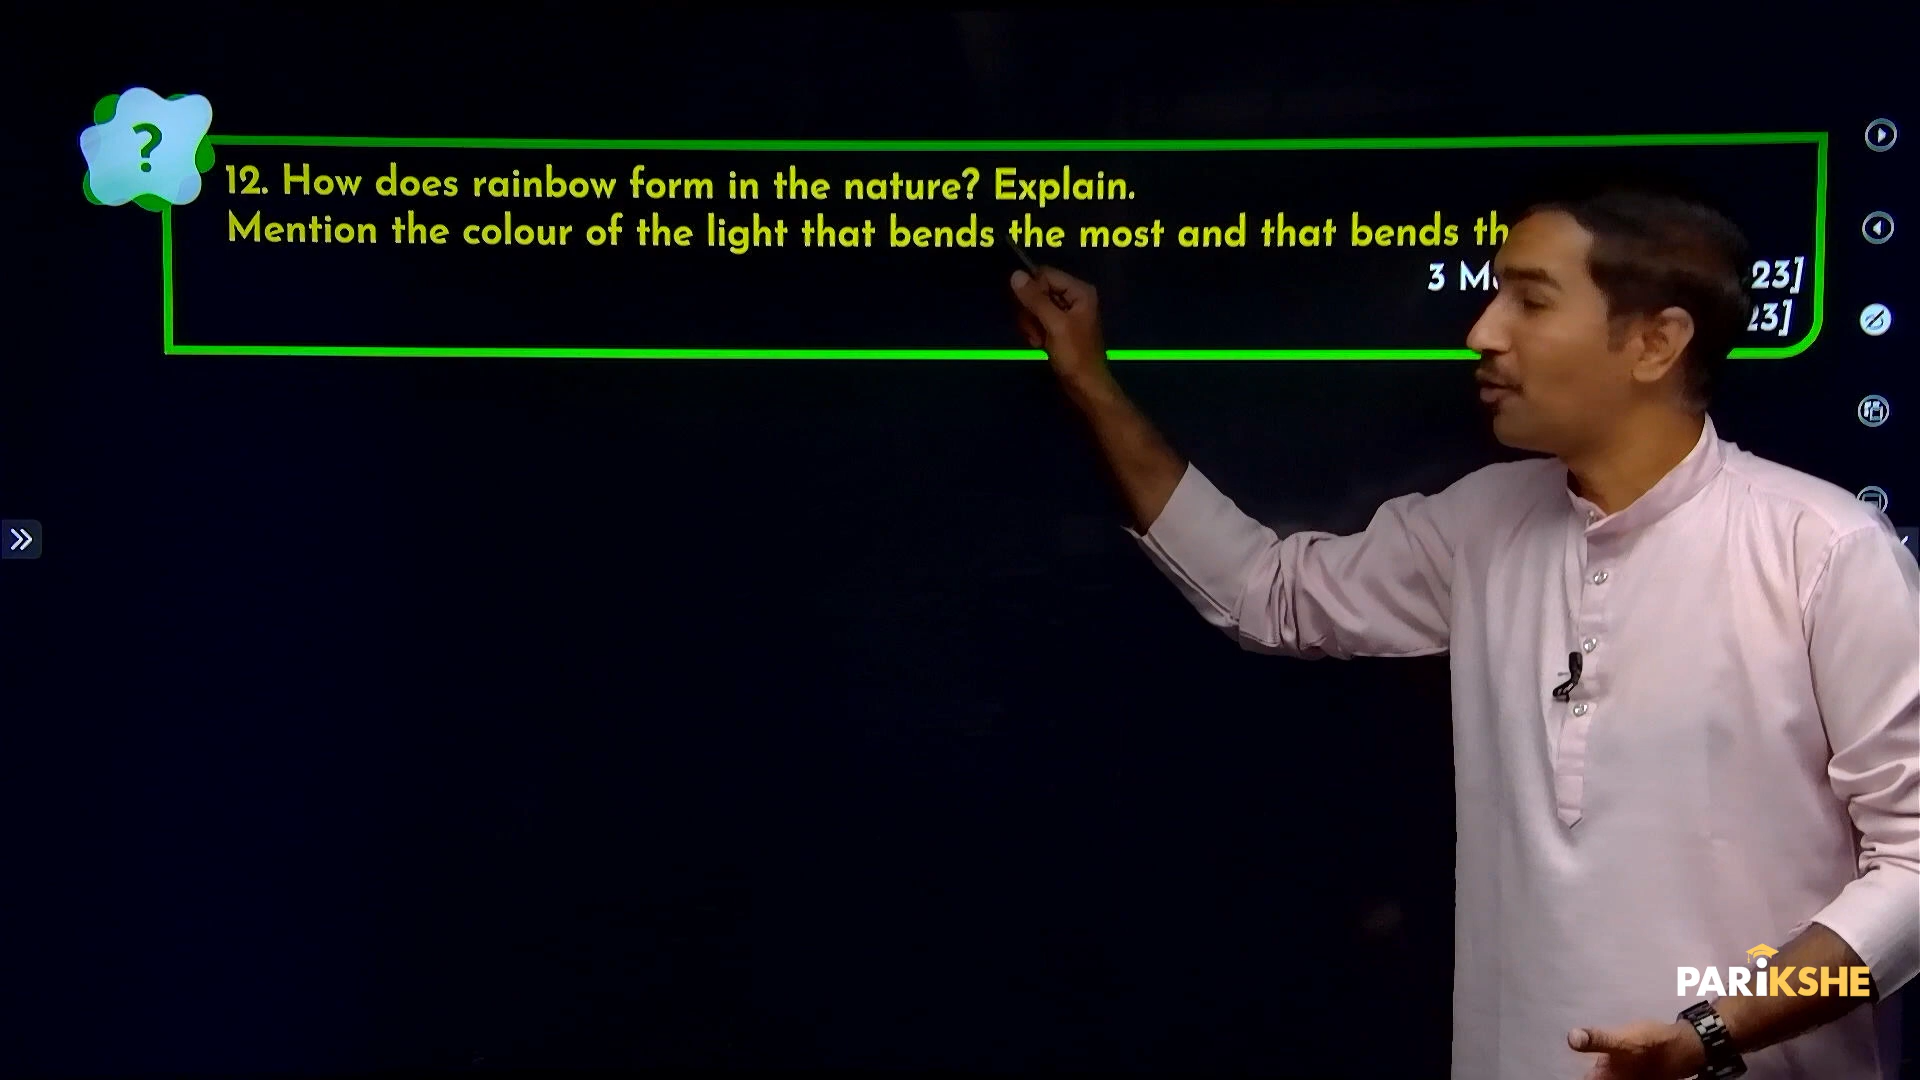 ?
12. How does rainbow form in the nature? Explain.
Mention the colour of the light that bends the most and that bends
3 23]
23]
PARiKSHE